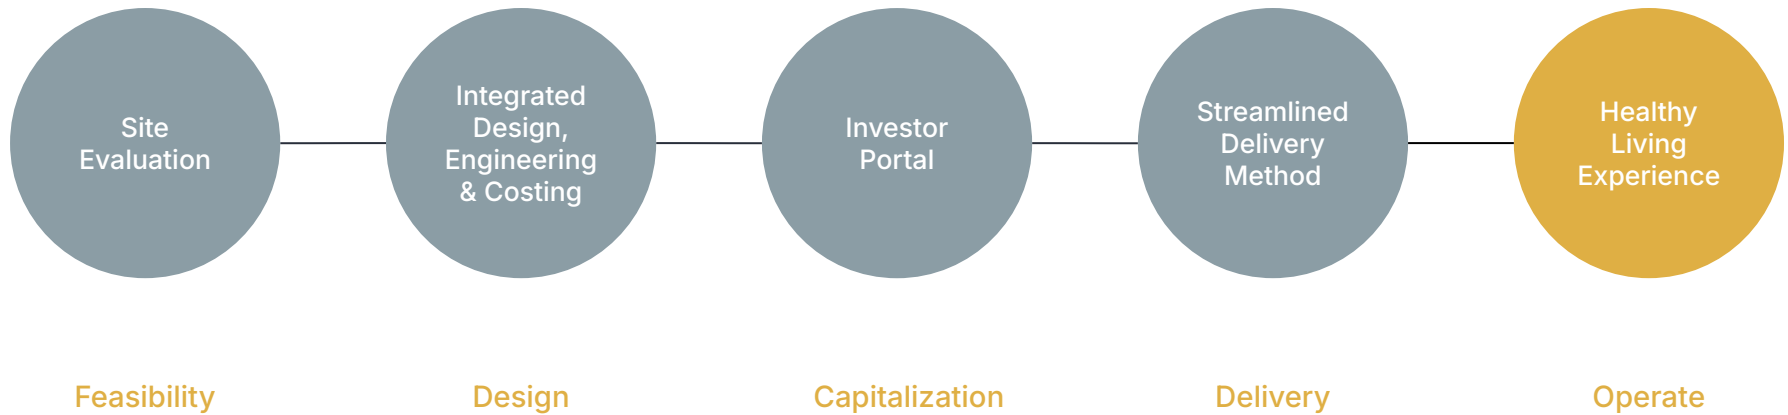 Site
Evaluation
Integrated
Design,
Engineering
& Costing
Investor
Portal
Streamlined
Delivery
Method
Healthy
Living
Experience
Feasibility
Design
Capitalization
Delivery
Operate